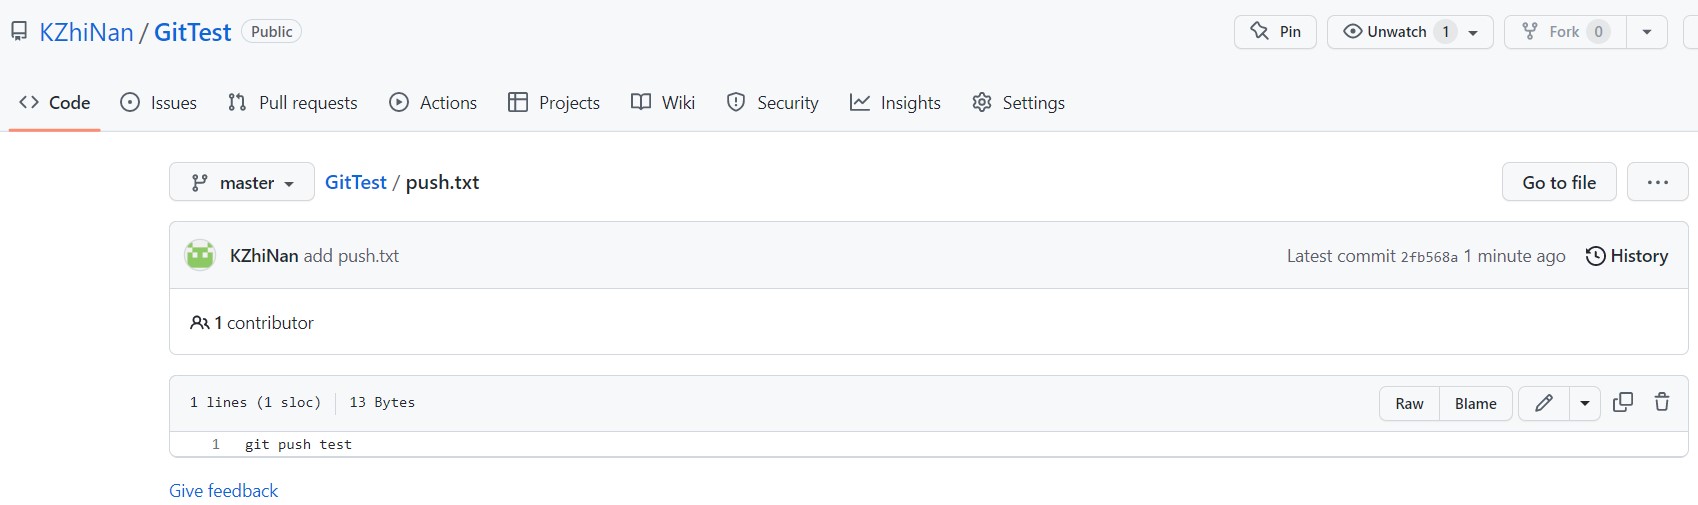 KZhiNan / GitTest Public Pin Unwatch 1 Fork 0
Code Issues Pull requests Actions Projects Wiki Security Insights Settings
master GitTest / push.txt Go to file ...
KZhiNan add push.txt Latest commit 2fb568a 1 minute ago History
1 contributor
1 lines (1 sloc) 13 Bytes Raw Blame
1 git push test
Give feedback